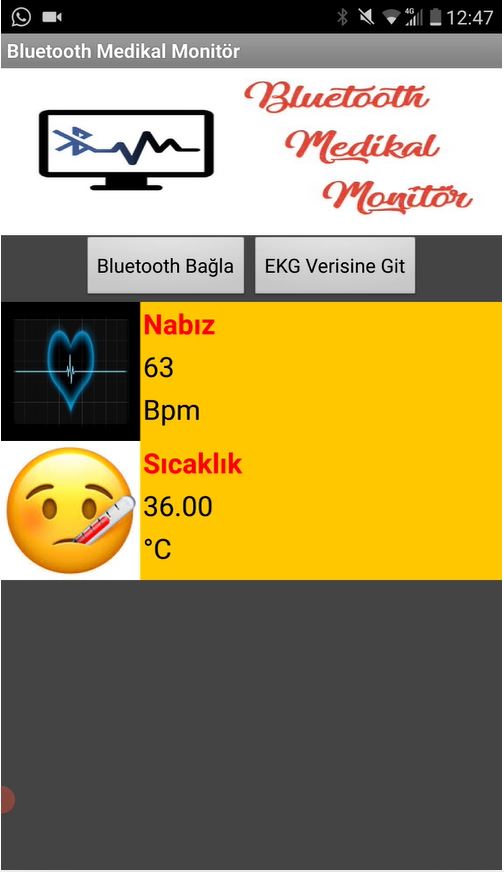 4G 12:47
Bluetooth Medikal Monitör
Bluetooth
Medikal
Monitör
Bluetooth Bağla EKG Verisine Git
Nabız
63
Bpm
Sıcaklık
36.00
°C